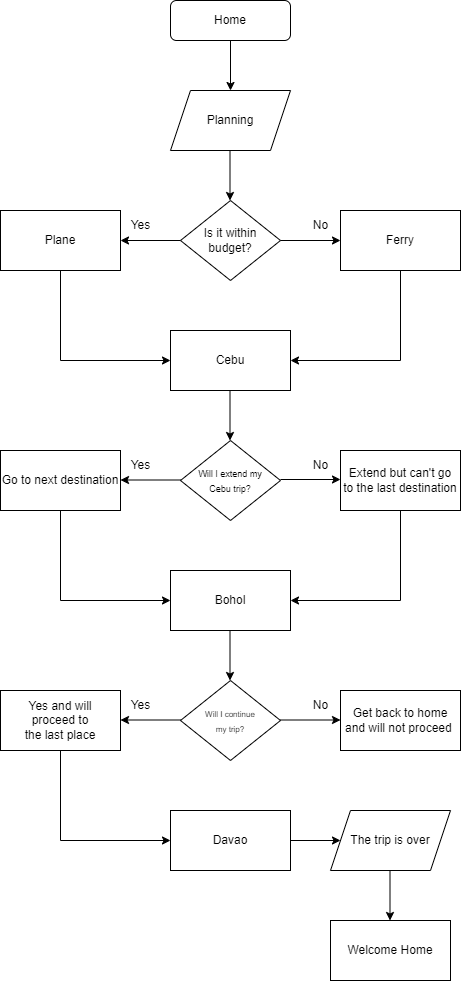 Home
Planning
Yes
Is it within
budget?
No
Plane
Ferry
Cebu
Yes
Will I extend my
Cebu trip?
No
Go to next destination
Extend but can't go
to the last destination
Bohol
Yes
Will I continue
my trip?
No
Yes and will
proceed to
the last place
Get back to home
and will not proceed
Davao
The trip is over
Welcome Home